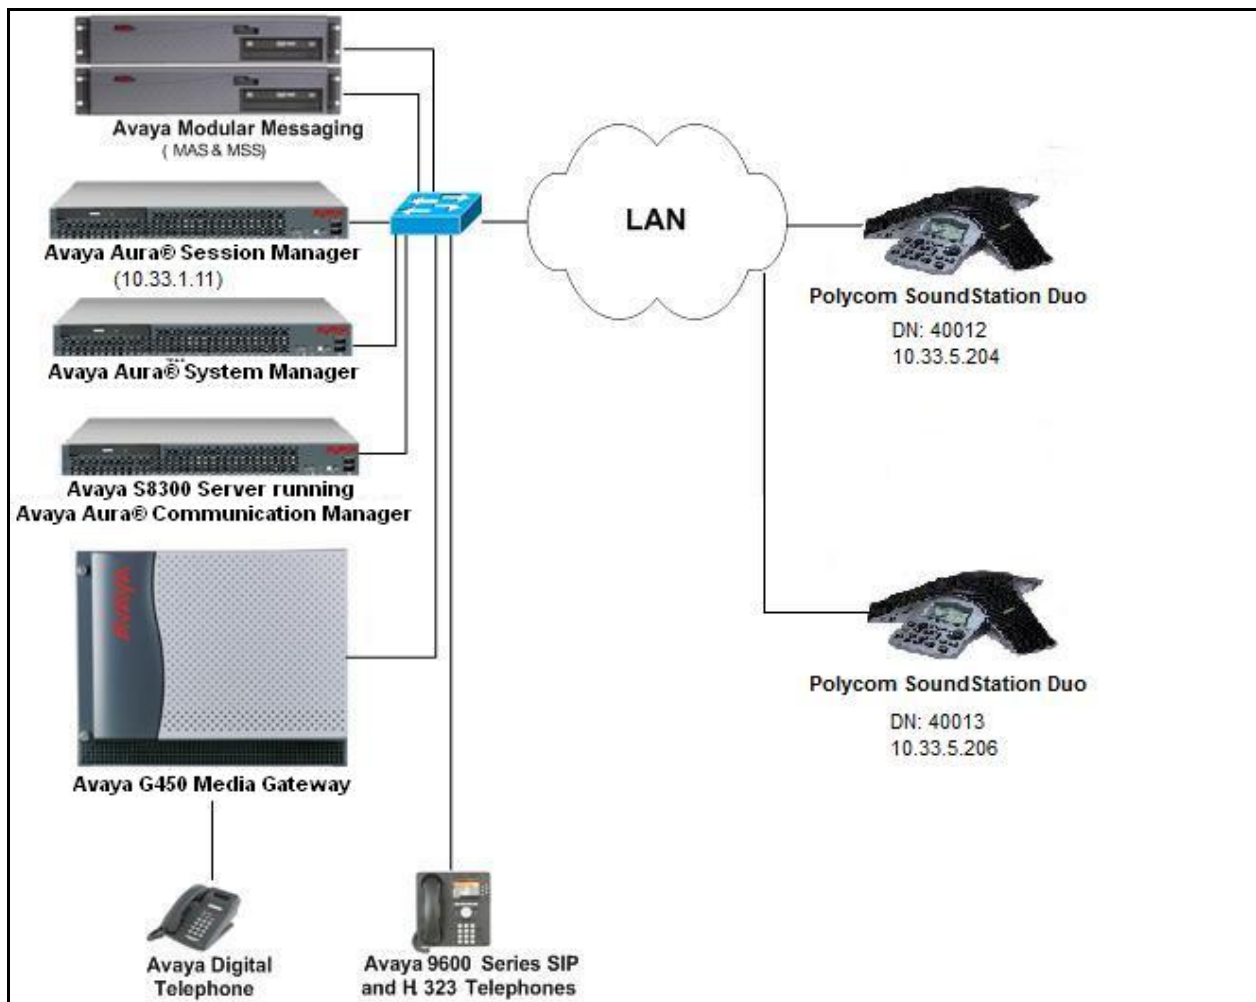 Avaya Modular Messaging
( MAS & MSS)
Avaya Aura® Session Manager
(10.33.1.11)
Avaya Aura® System Manager
Avaya S8300 Server running
Avaya Aura® Communication Manager
AVAYA
Avaya G450 Media Gateway
Avaya Digital
Telephone
Avaya 9600 Series SIP
and H.323 Telephones
LAN
Polycom SoundStation Duo
DN: 40012
10.33.5.204
Polycom SoundStation Duo
DN: 40013
10.33.5.206